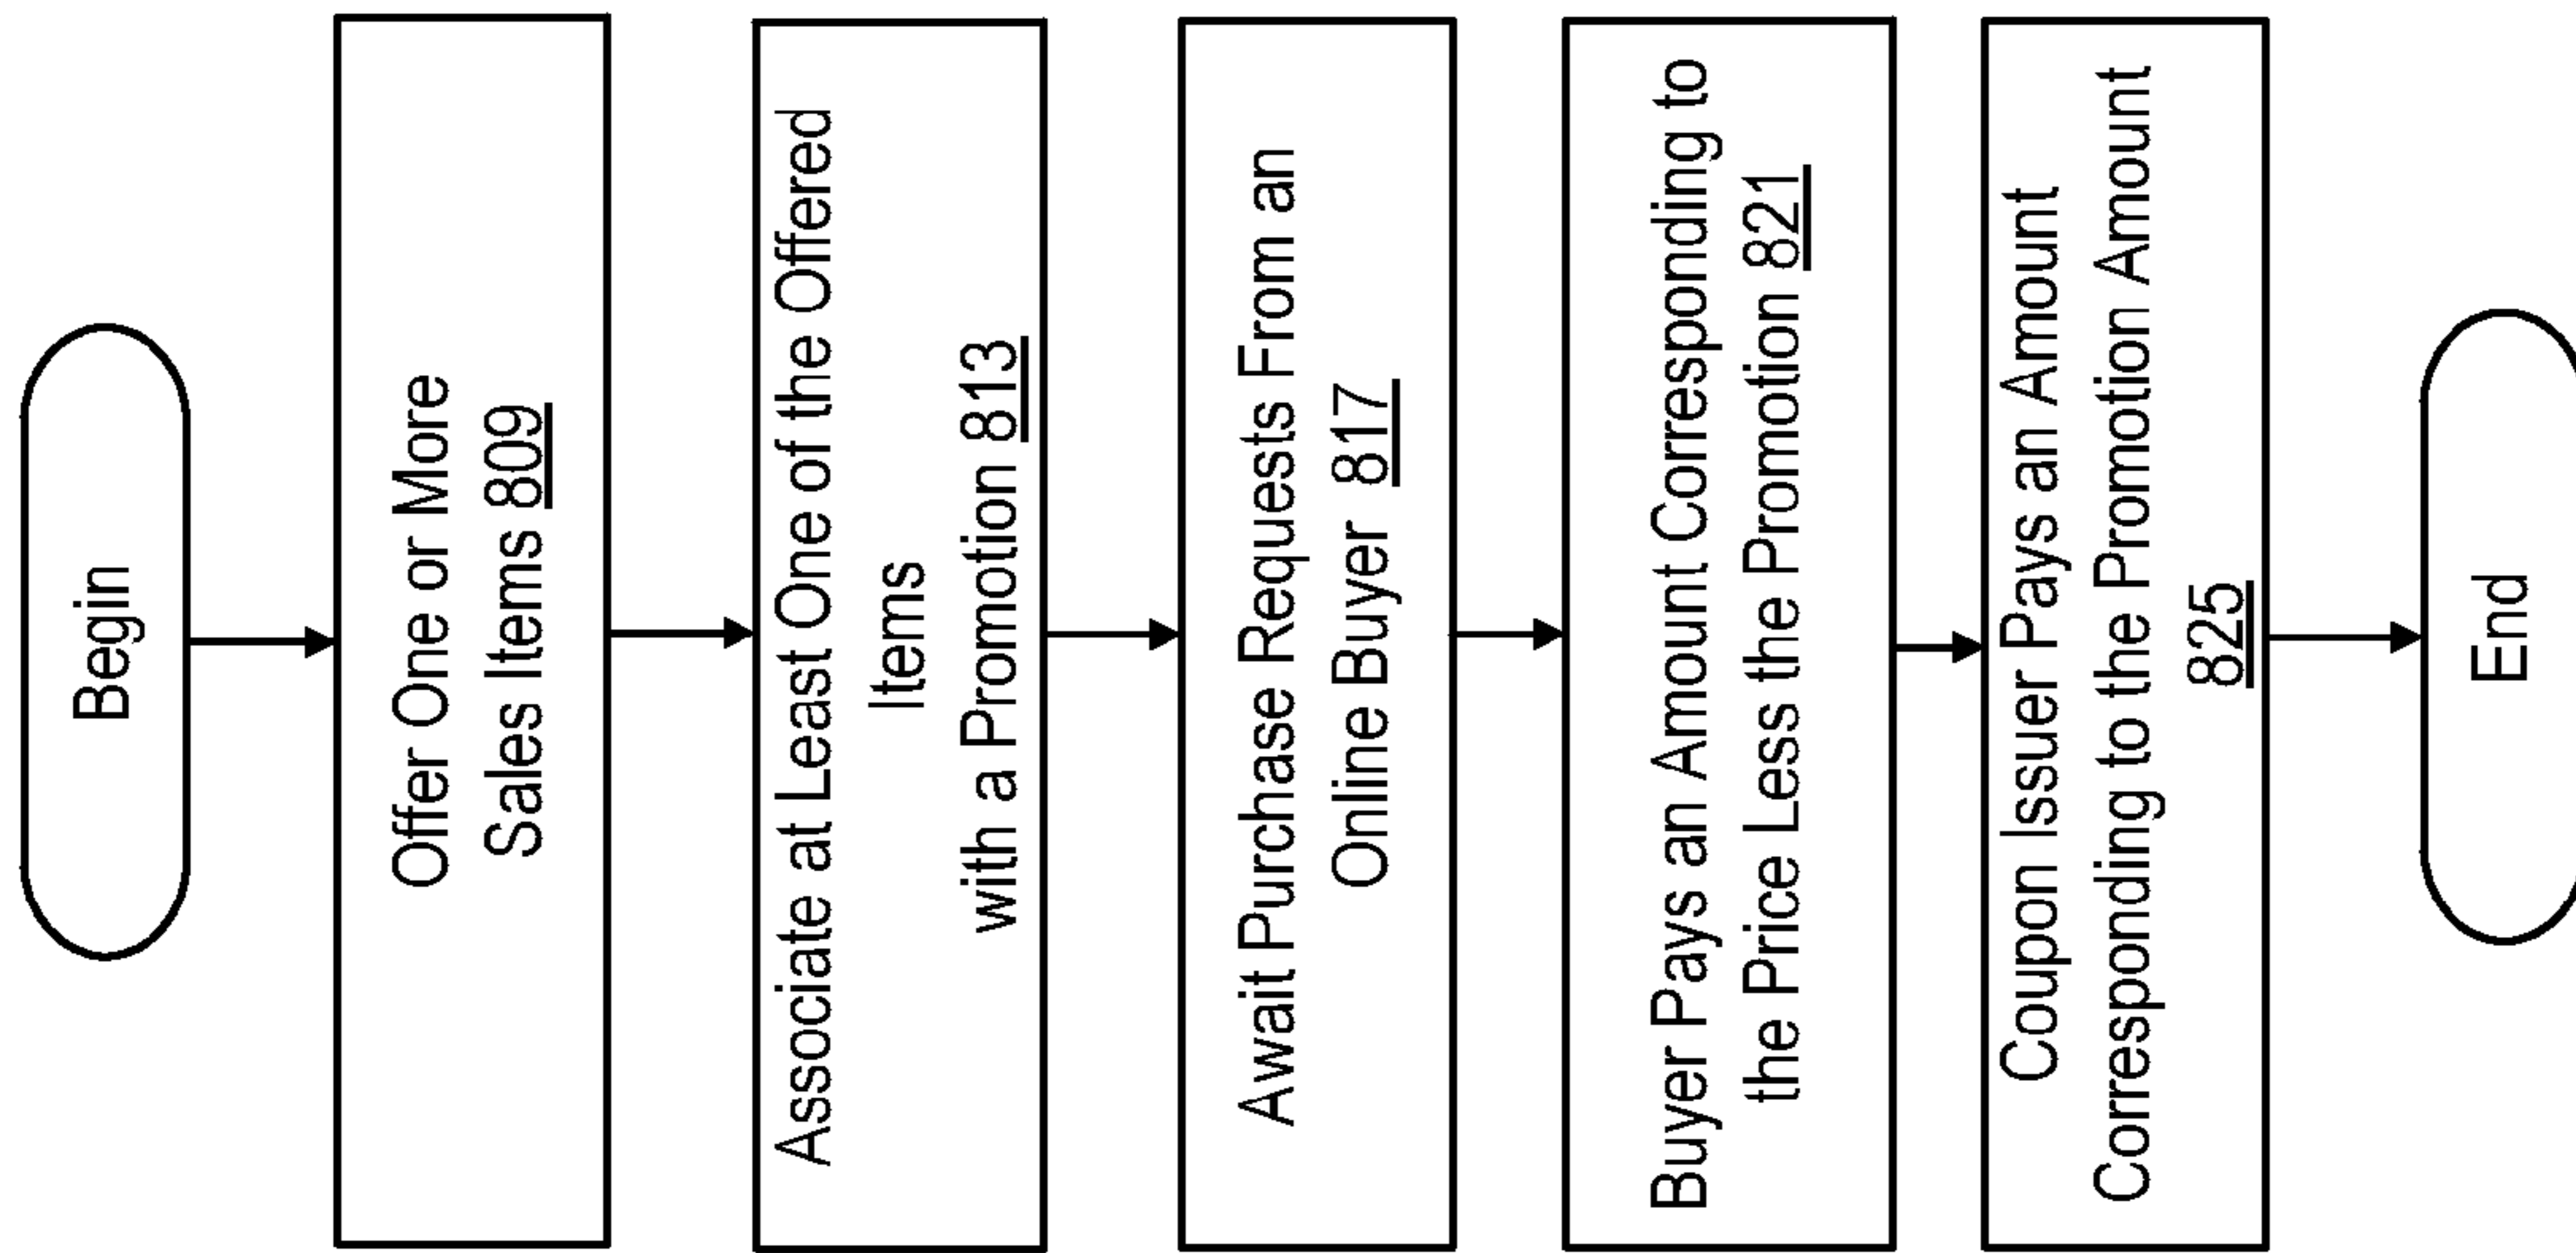 Begin
Offer One or More
Sales Items 809
Associate at Least One of the Offered
Items
with a Promotion 813
Await Purchase Requests From an
Online Buyer 817
Buyer Pays an Amount Corresponding to
the Price Less the Promotion 821
Coupon Issuer Pays an Amount
Corresponding to the Promotion Amount
825
End